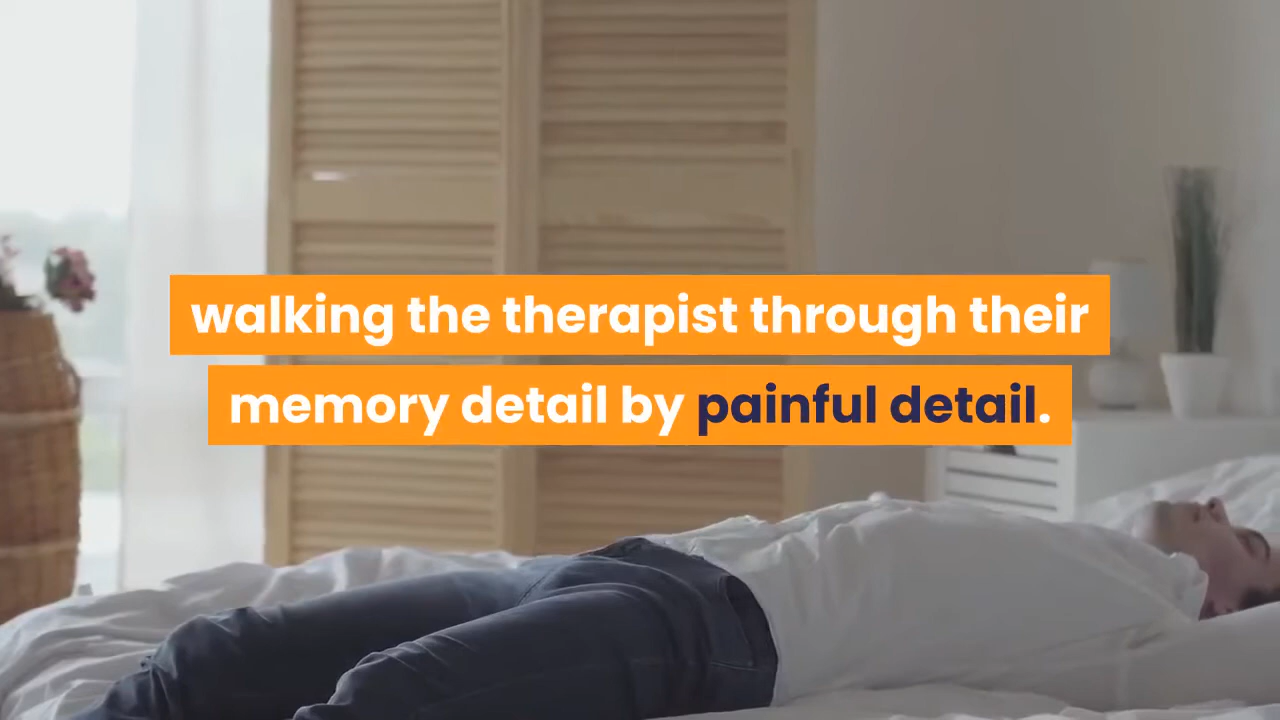 walking the therapist through their
memory detail by painful detail.